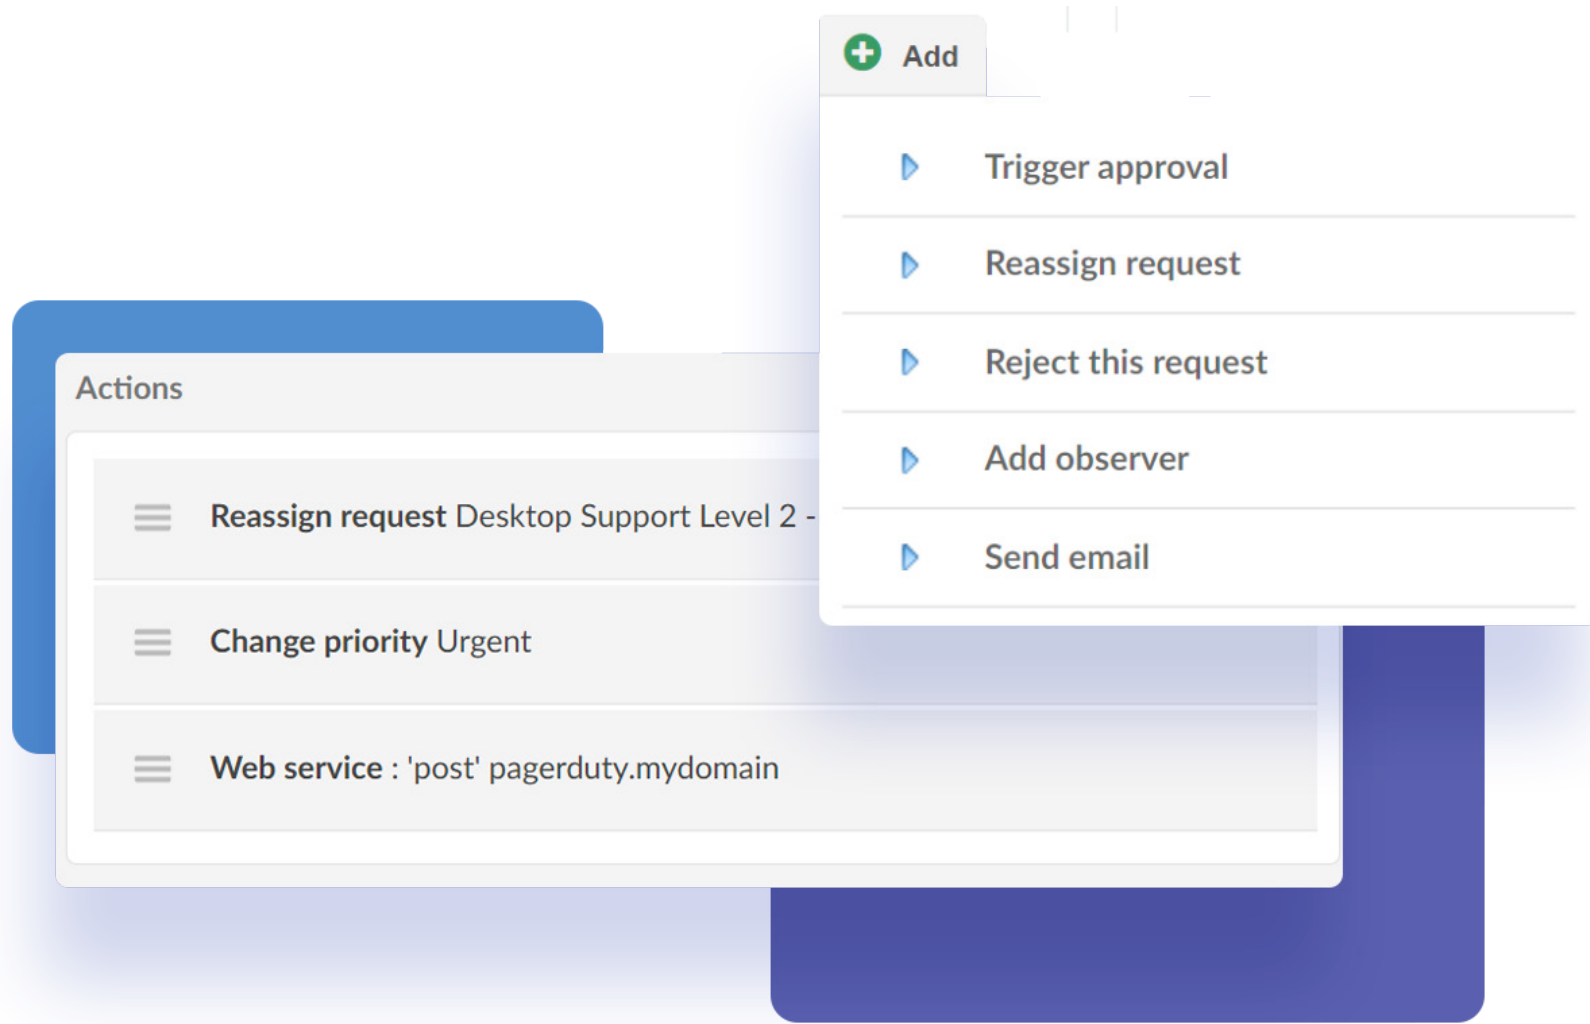 Add
Trigger approval
Reassign request
Reject this request
Add observer
Send email
Actions
Reassign request Desktop Support Level 2 -
Change priority Urgent
Web service : 'post' pagerduty.mydomain